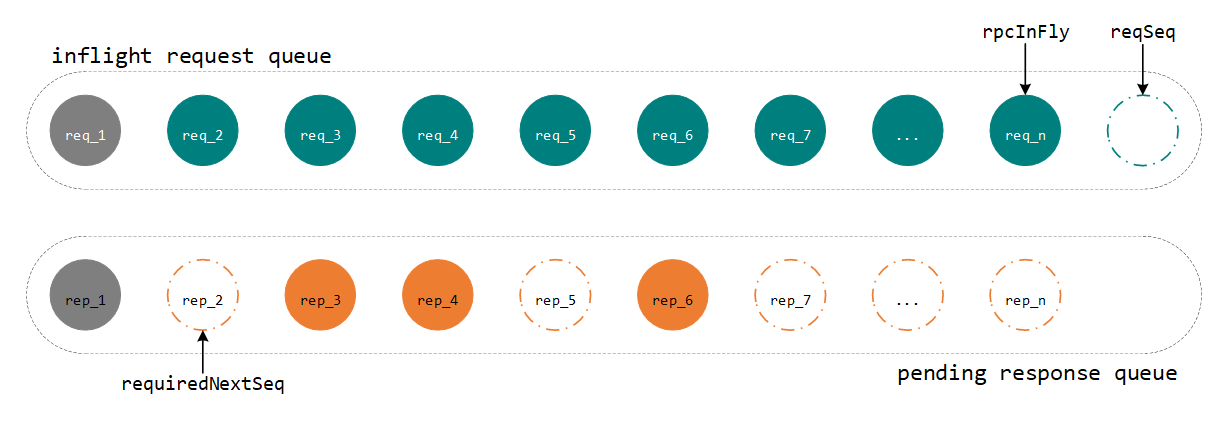 rpcInFly reqSeq
inflight request queue
req_1 req_2 req_3 req_4 req_5 req_6 req_7 ... req_n
rep_1 rep_2 rep_3 rep_4 rep_5 rep_6 rep_7 ... rep_n
requiredNextSeq
pending response queue